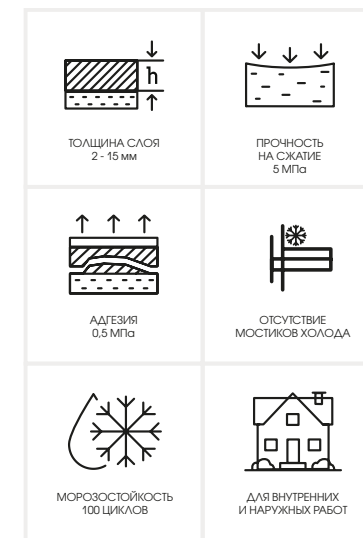 h
ТОЛЩИНА СЛОЯ
2 - 15 мм
ПРОЧНОСТЬ
НА СЖАТИЕ
5 МПа
АДГЕЗИЯ
0,5 МПа
ОТСУТСТВИЕ
МОСТИКОВ ХОЛОДА
МОРОЗОСТОЙКОСТЬ
100 ЦИКЛОВ
ДЛЯ ВНУТРЕННИХ
И НАРУЖНЫХ РАБОТ